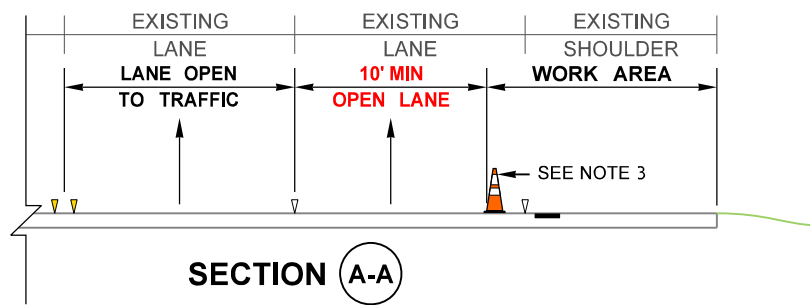 EXISTING LANE
EXISTING LANE
EXISTING SHOULDER
LANE OPEN TO TRAFFIC
10' MIN OPEN LANE
WORK AREA
SEE NOTE 3
SECTION A-A